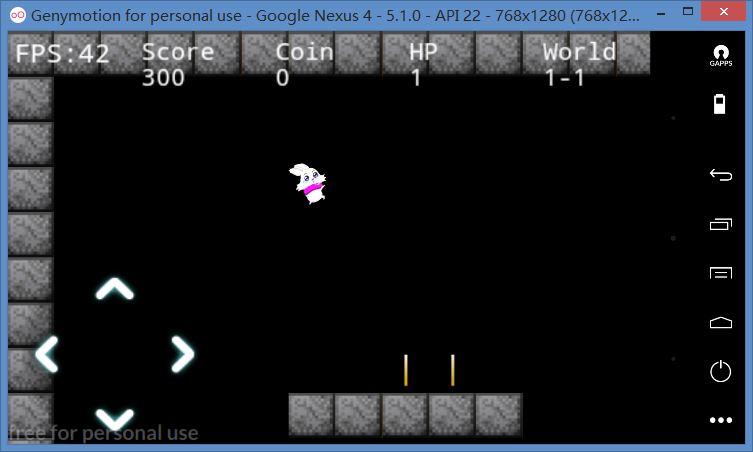 Genymotion for personal use - Google Nexus 4 - 5.1.0 - API 22 - 768x1280 (768x12...
FPS:42 Score Coin HP World
300 0 1 1-1
GAPPS
free for personal use